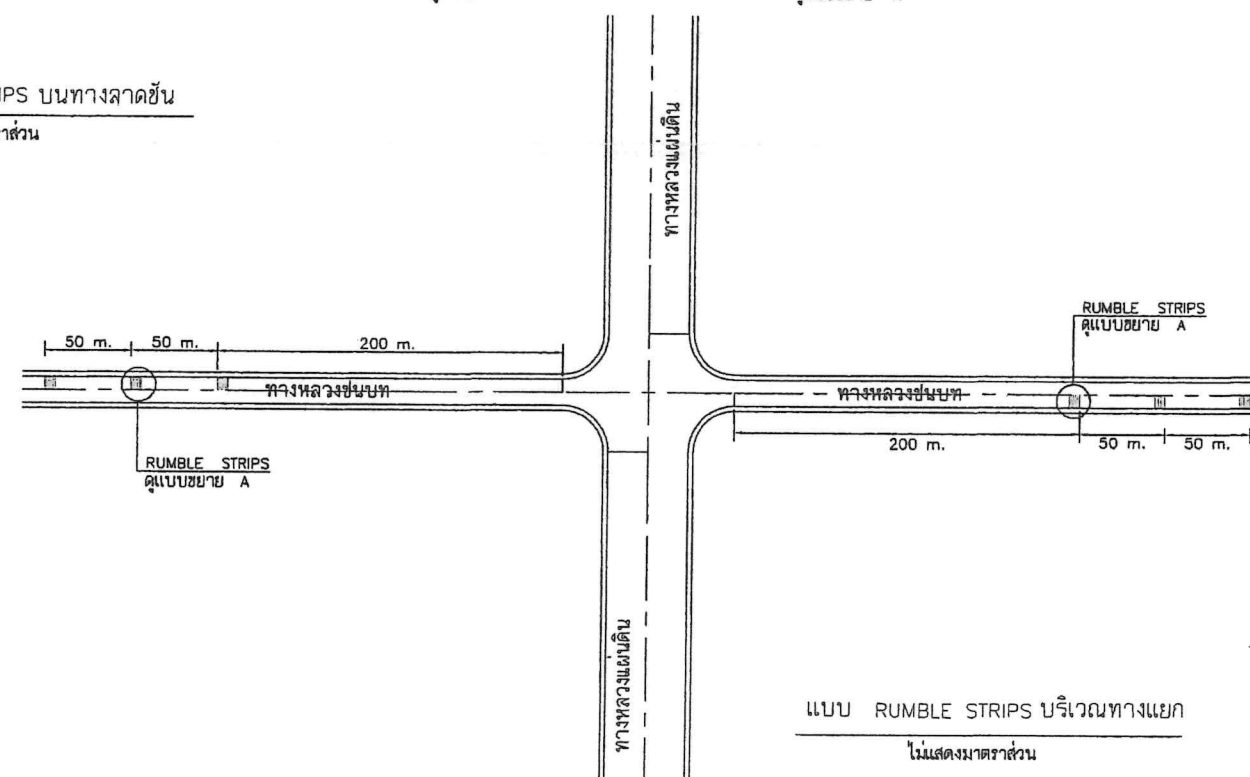 IPS บนทางลาดชัน
ทางหลวงแผ่นดิน
RUMBLE STRIPS
ดูแบบขยาย A
50 m. 50 m. 200 m.
ทางหลวงชนบท
ทางหลวงชนบท
200 m. 50 m. 50 m.
RUMBLE STRIPS
ดูแบบขยาย A
ทางหลวงแผ่นดิน
แบบ RUMBLE STRIPS บริเวณทางแยก
ไม่แสดงมาตราส่วน